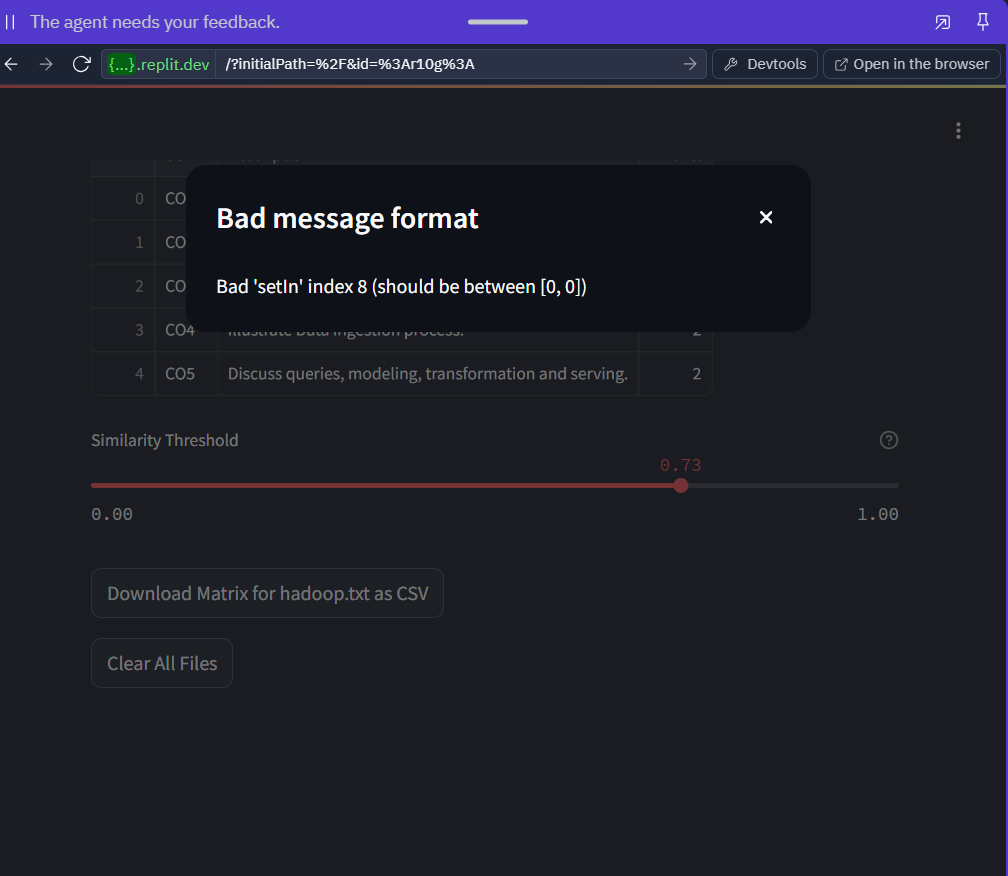 The agent needs your feedback.
{...}.replit.dev /?initialPath=%2F&id=%3Ar10g%3A Devtools Open in the browser
0 CO
Bad message format
1 CO
2 CO
Bad 'setIn' index 8 (should be between [0, 0])
3 CO4 Illustrate Data ingestion process. 2
4 CO5 Discuss queries, modeling, transformation and serving. 2
Similarity Threshold
0.73
0.00 1.00
Download Matrix for hadoop.txt as CSV
Clear All Files